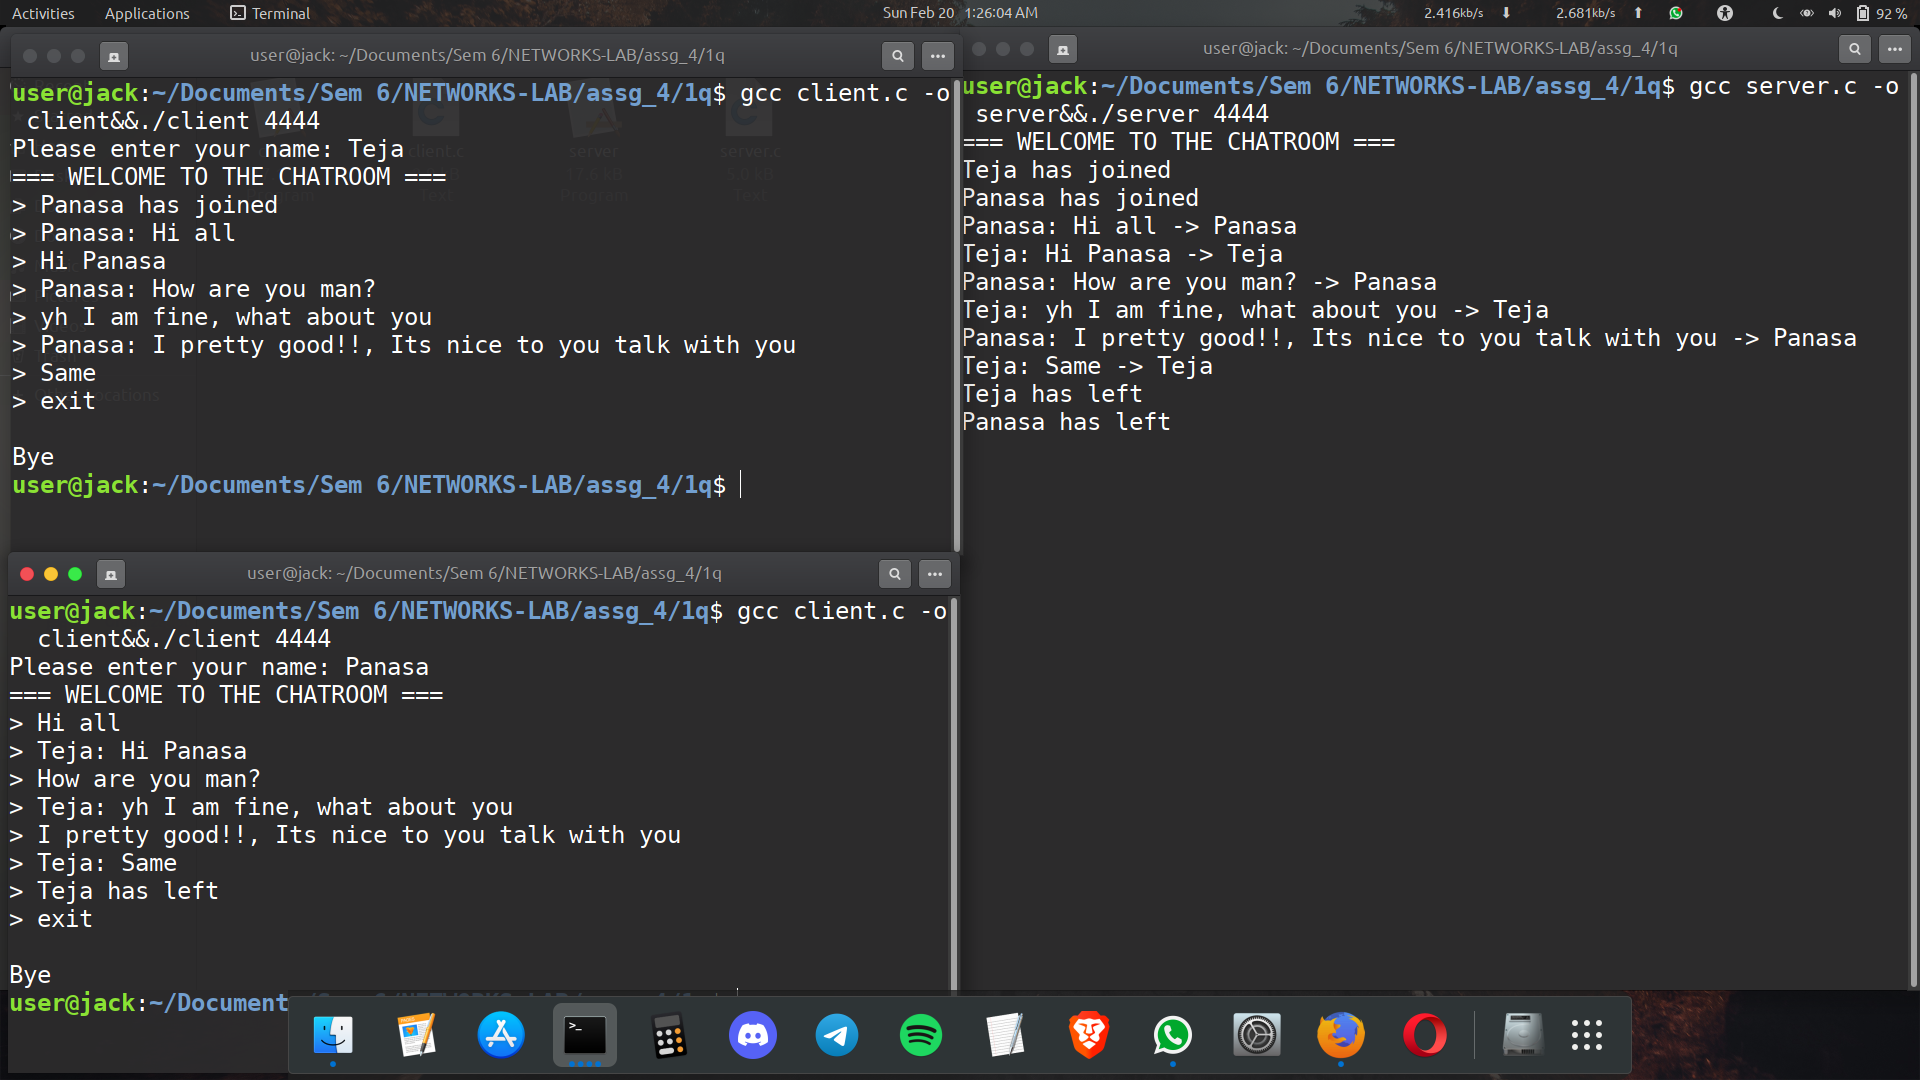 Activities Applications Terminal Sun Feb 20 1:26:04 AM 2.416kb/s 2.681kb/s 92 %
user@jack: ~/Documents/Sem 6/NETWORKS-LAB/assg_4/1q
user@jack:~/Documents/Sem 6/NETWORKS-LAB/assg_4/1q$ gcc client.c -o
client&&./client 4444
Please enter your name: Teja
=== WELCOME TO THE CHATROOM ===
> Panasa has joined
> Panasa: Hi all
> Hi Panasa
> Panasa: How are you man?
> yh I am fine, what about you
> Panasa: I pretty good!!, Its nice to you talk with you
> Same
> exit
Bye
user@jack:~/Documents/Sem 6/NETWORKS-LAB/assg_4/1q$
user@jack: ~/Documents/Sem 6/NETWORKS-LAB/assg_4/1q
user@jack:~/Documents/Sem 6/NETWORKS-LAB/assg_4/1q$ gcc client.c -o
client&&./client 4444
Please enter your name: Panasa
=== WELCOME TO THE CHATROOM ===
> Hi all
> Teja: Hi Panasa
> How are you man?
> Teja: yh I am fine, what about you
> I pretty good!!, Its nice to you talk with you
> Teja: Same
> Teja has left
> exit
Bye
user@jack:~/Document
user@jack: ~/Documents/Sem 6/NETWORKS-LAB/assg_4/1q
user@jack:~/Documents/Sem 6/NETWORKS-LAB/assg_4/1q$ gcc server.c -o
server&&./server 4444
=== WELCOME TO THE CHATROOM ===
Teja has joined
Panasa has joined
Panasa: Hi all -> Panasa
Teja: Hi Panasa -> Teja
Panasa: How are you man? -> Panasa
Teja: yh I am fine, what about you -> Teja
Panasa: I pretty good!!, Its nice to you talk with you -> Panasa
Teja: Same -> Teja
Teja has left
Panasa has left